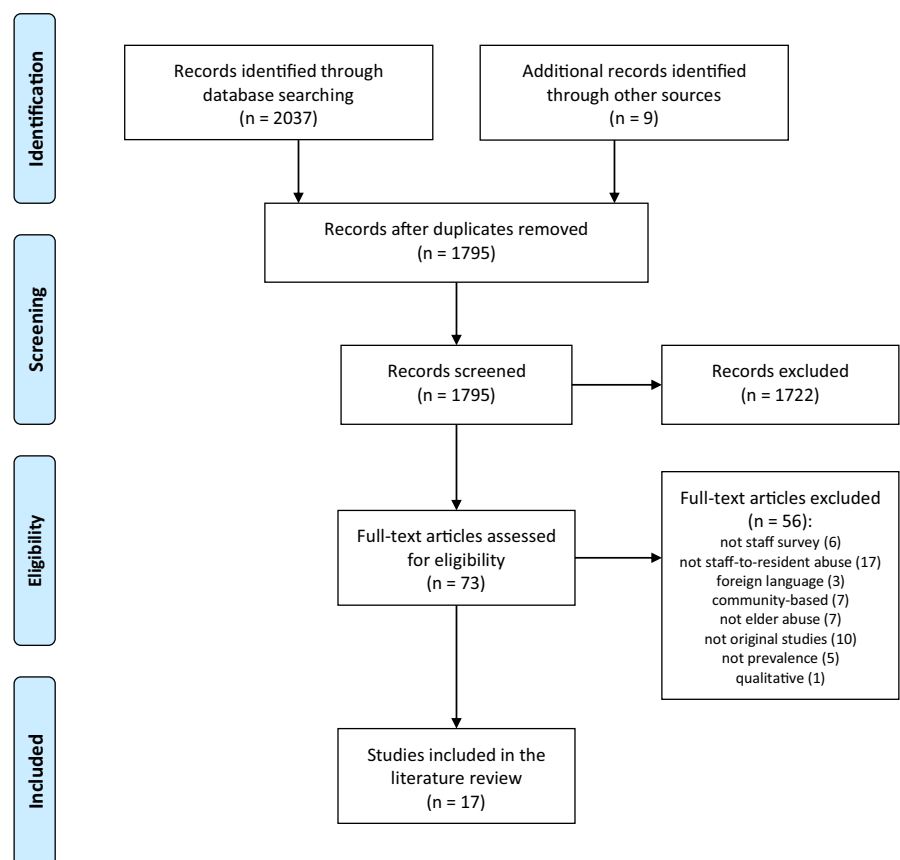 Identification
Records identified through
database searching
(n = 2037)
Additional records identified
through other sources
(n = 9)
Records after duplicates removed
(n = 1795)
Screening
Records screened
(n = 1795)
Records excluded
(n = 1722)
Eligibility
Full-text articles assessed
for eligibility
(n = 73)
Full-text articles excluded
(n = 56):
not staff survey (6)
not staff-to-resident abuse (17)
foreign language (3)
community-based (7)
not elder abuse (7)
not original studies (10)
not prevalence (5)
qualitative (1)
Included
Studies included in the
literature review
(n = 17)